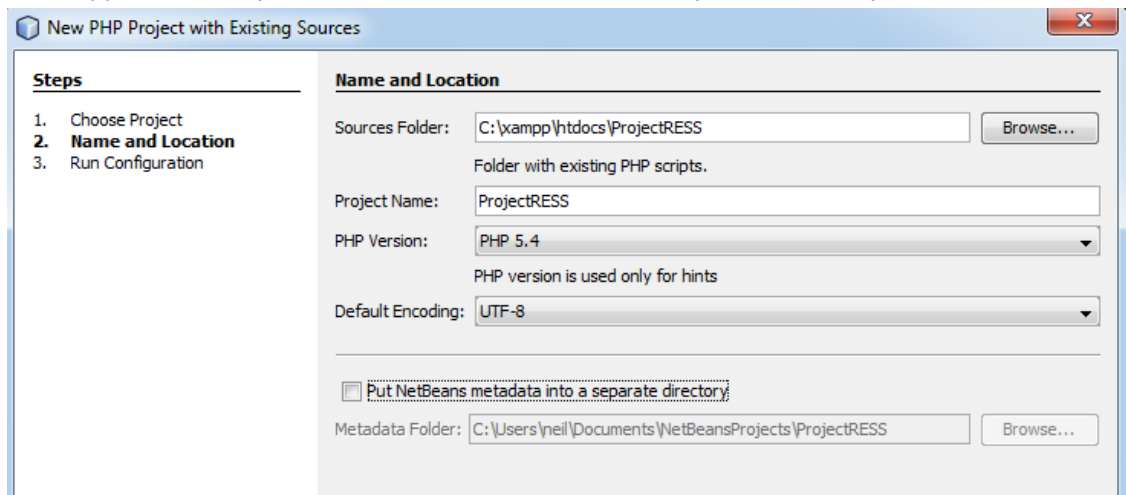 New PHP Project with Existing Sources
Steps
1. Choose Project
2. Name and Location
3. Run Configuration
Name and Location
Sources Folder: C:\xampp\htdocs\ProjectRESS Browse...
Folder with existing PHP scripts.
Project Name: ProjectRESS
PHP Version: PHP 5.4
PHP version is used only for hints
Default Encoding: UTF-8
Put NetBeans metadata into a separate directory
Metadata Folder: C:\Users\neil\Documents\NetBeansProjects\ProjectRESS Browse...